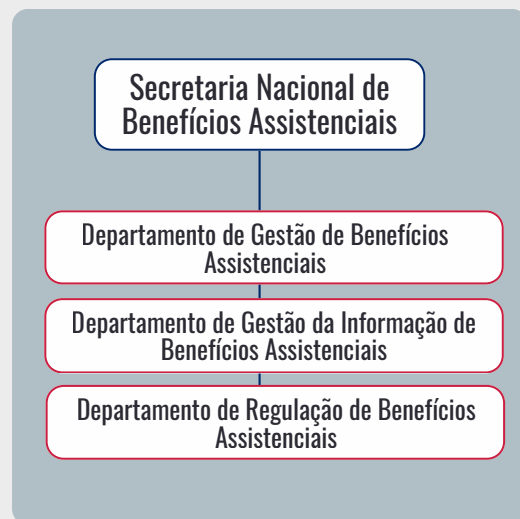 Secretaria Nacional de
Benefícios Assistenciais
Departamento de Gestão de Benefícios
Assistenciais
Departamento de Gestão da Informação de
Benefícios Assistenciais
Departamento de Regulação de Benefícios
Assistenciais